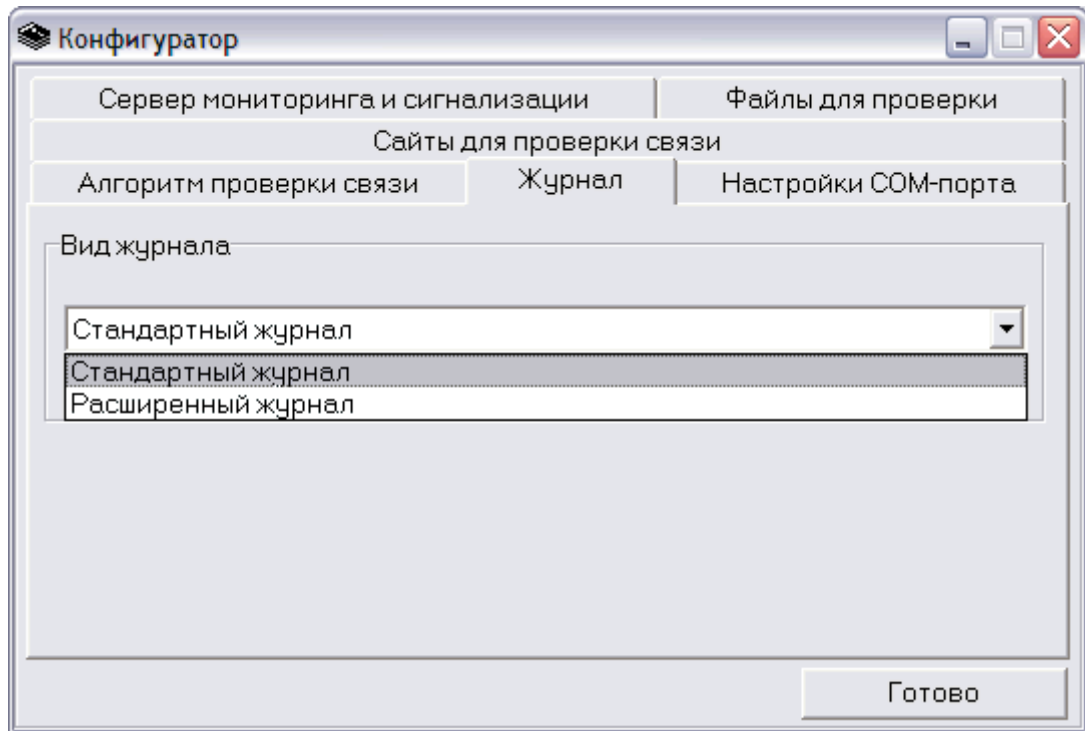 Конфигуратор
Сервер мониторинга и сигнализации
Файлы для проверки
Сайты для проверки связи
Алгоритм проверки связи
Журнал
Настройки COM-порта
Вид журнала
Стандартный журнал
Стандартный журнал
Расширенный журнал
Готово